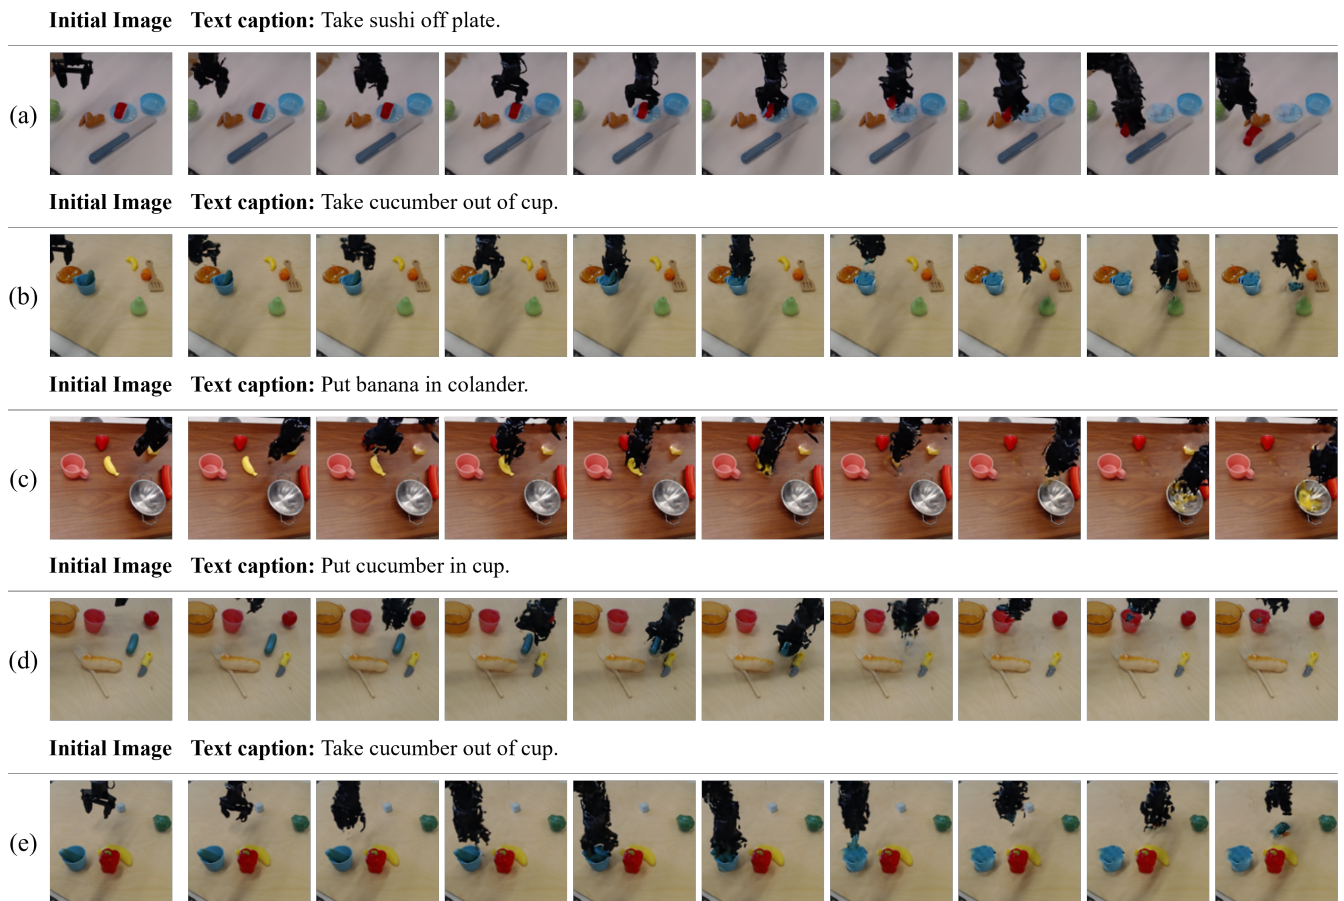 Initial Image Text caption: Take sushi off plate.
(a)
Initial Image Text caption: Take cucumber out of cup.
(b)
Initial Image Text caption: Put banana in colander.
(c)
Initial Image Text caption: Put cucumber in cup.
(d)
Initial Image Text caption: Take cucumber out of cup.
(e)